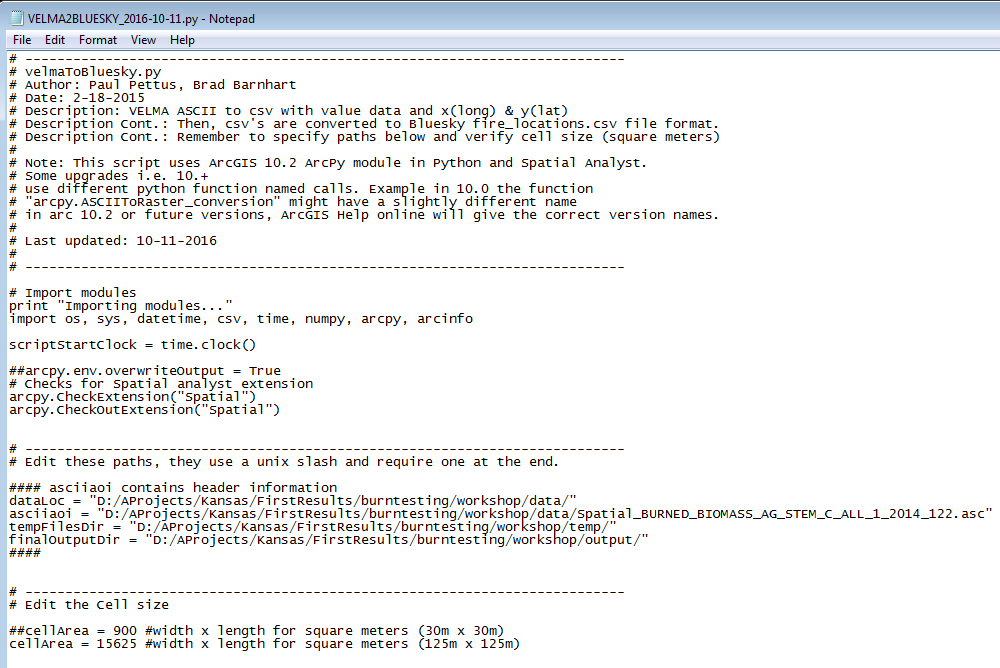 VELMA2BLUESKY_2016-10-11.py - Notepad
File Edit Format View Help
# ---------------------------------------------------------------------------
# velmaToBluesky.py
# Author: Paul Pettus, Brad Barnhart
# Date: 2-18-2015
# Description: VELMA ASCII to csv with value data and x(long) & y(lat)
# Description Cont.: Then, csv's are converted to Bluesky fire_locations.csv file format.
# Description Cont.: Remember to specify paths below and verify cell size (square meters)
#
# Note: This script uses ArcGIS 10.2 ArcPy module in Python and Spatial Analyst.
# Some upgrades i.e. 10.+
# use different python function named calls. Example in 10.0 the function
# "arcpy.ASCIIToRaster_conversion" might have a slightly different name
# in arc 10.2 or future versions, ArcGIS Help online will give the correct version names.
#
# Last updated: 10-11-2016
#
# ---------------------------------------------------------------------------
# Import modules
print "Importing modules..."
import os, sys, datetime, csv, time, numpy, arcpy, arcinfo
scriptStartClock = time.clock()
##arcpy.env.overwriteOutput = True
# Checks for Spatial analyst extension
arcpy.CheckExtension("Spatial")
arcpy.CheckOutExtension("Spatial")
# ---------------------------------------------------------------------------
# Edit these paths, they use a unix slash and require one at the end.
#### asciiaoi contains header information
dataLoc = "D:/AProjects/Kansas/FirstResults/burntesting/workshop/data/"
asciiaoi = "D:/AProjects/Kansas/FirstResults/burntesting/workshop/data/Spatial_BURNED_BIOMASS_AG_STEM_C_ALL_1_2014_122.asc"
tempFilesDir = "D:/AProjects/Kansas/FirstResults/burntesting/workshop/temp/"
finalOutputDir = "D:/AProjects/Kansas/FirstResults/burntesting/workshop/output/"
####
# ---------------------------------------------------------------------------
# Edit the Cell size
##cellArea = 900 #width x length for square meters (30m x 30m)
cellArea = 15625 #width x length for square meters (125m x 125m)